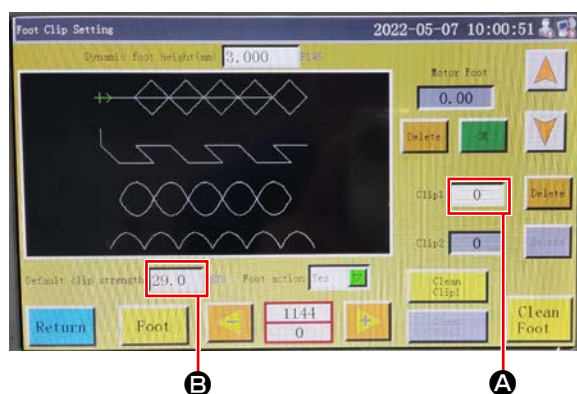 Foot Clip Setting 2022-05-07 10:00:51
Dynamic foot height(mm) 3.000 P145
Motor Foot
0.00
Delete OK
Clip1 0 Delete
Clip2 0 Delete
Default clip strength 29.0 Foot action Yes
Clean Clip1
Return Foot - 1144 + Clean
0 Foot
B A